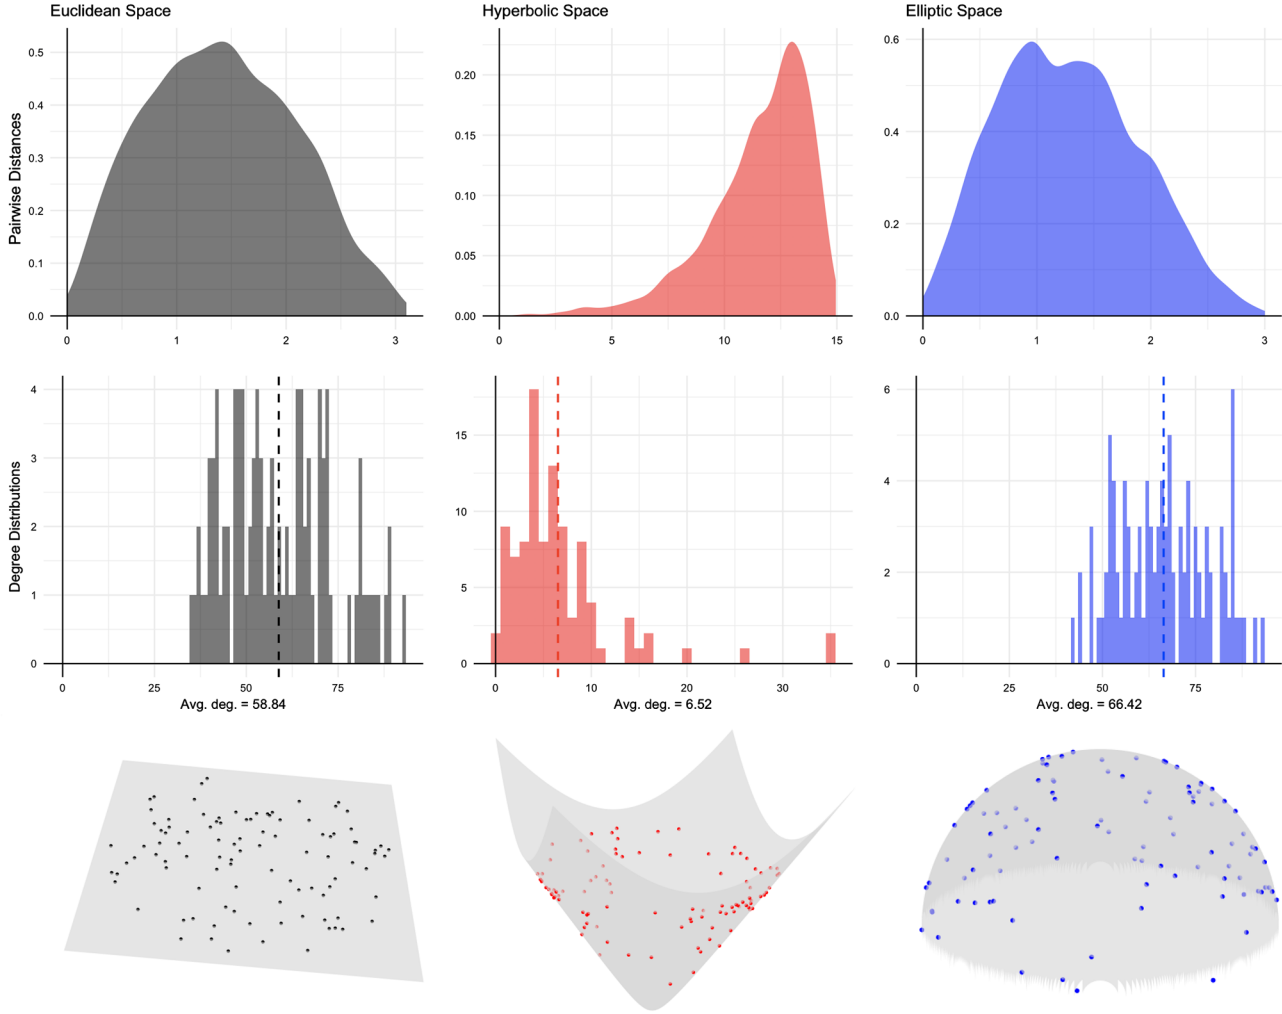 Euclidean Space
Hyperbolic Space
Elliptic Space
Pairwise Distances
0.5
0.4
0.3
0.2
0.1
0.0
0 1 2 3
0.20
0.15
0.10
0.05
0.00
0 5 10 15
0.6
0.4
0.2
0.0
0 1 2 3
Degree Distributions
4
3
2
1
0
0 25 50 75
Avg. deg. = 58.84
15
10
5
0
0 10 20 30
Avg. deg. = 6.52
6
4
2
0
0 25 50 75
Avg. deg. = 66.42